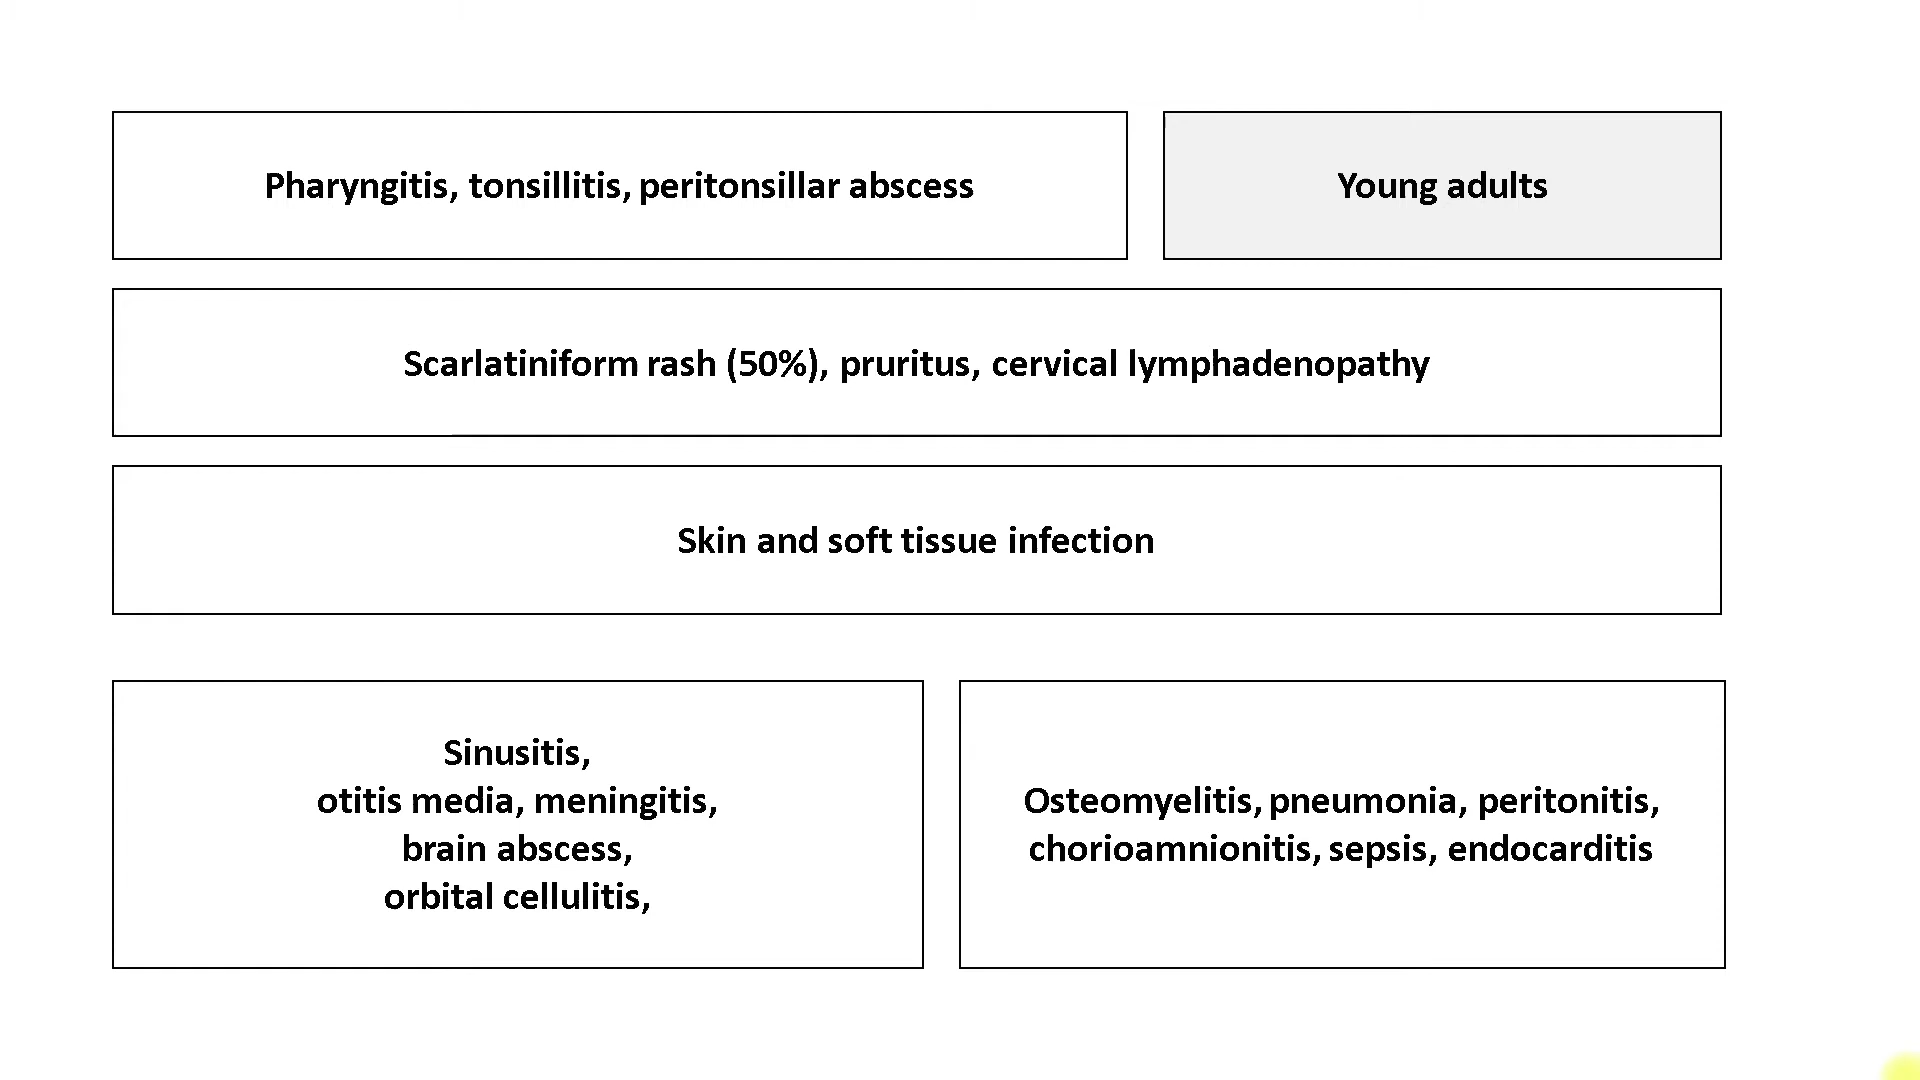 Pharyngitis, tonsillitis, peritonsillar abscess
Young adults
Scarlatiniform rash (50%), pruritus, cervical lymphadenopathy
Skin and soft tissue infection
Sinusitis,
otitis media, meningitis,
brain abscess,
orbital cellulitis,
Osteomyelitis, pneumonia, peritonitis,
chorioamnionitis, sepsis, endocarditis